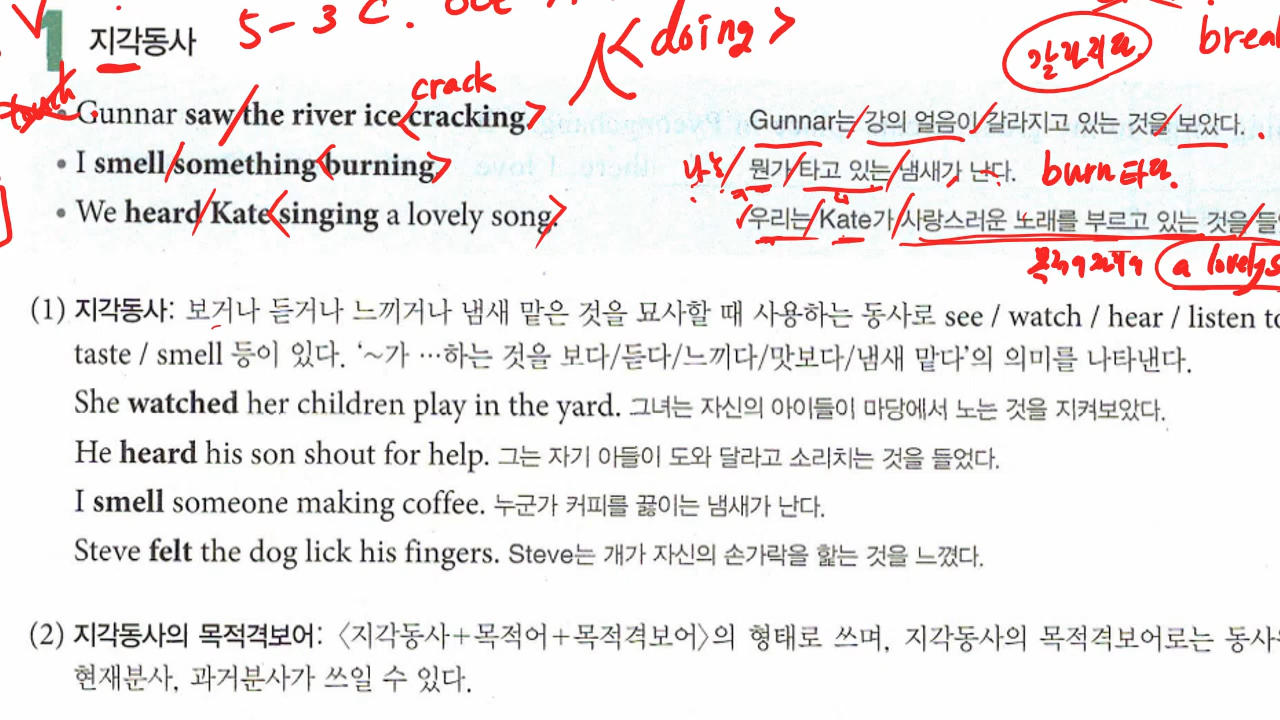 5-3 C.
<doing>
갈라지다
1 지각동사
crack
• Gunnar saw the river ice cracking. Gunnar는 강의 얼음이 갈라지고 있는 것을 보았다.
• I smell something burning. 나는 뭔가 타고 있는 냄새가 난다. burn 타다.
• We heard Kate singing a lovely song. 우리는 Kate가 사랑스러운 노래를 부르고 있는 것을
(1) 지각동사: 보거나 듣거나 느끼거나 냄새 맡은 것을 묘사할 때 사용하는 동사로 see / watch / hear / listen to
taste / smell 등이 있다. '~가 …하는 것을 보다/듣다/느끼다/맛보다/냄새 맡다'의 의미를 나타낸다.
She watched her children play in the yard. 그녀는 자신의 아이들이 마당에서 노는 것을 지켜보았다.
He heard his son shout for help. 그는 자기 아들이 도와 달라고 소리치는 것을 들었다.
I smell someone making coffee. 누군가 커피를 끓이는 냄새가 난다.
Steve felt the dog lick his fingers. Steve는 개가 자신의 손가락을 핥는 것을 느꼈다.
(2) 지각동사의 목적격보어: 〈지각동사+목적어+목적격보어〉의 형태로 쓰며, 지각동사의 목적격보어로는
현재분사, 과거분사가 쓰일 수 있다.